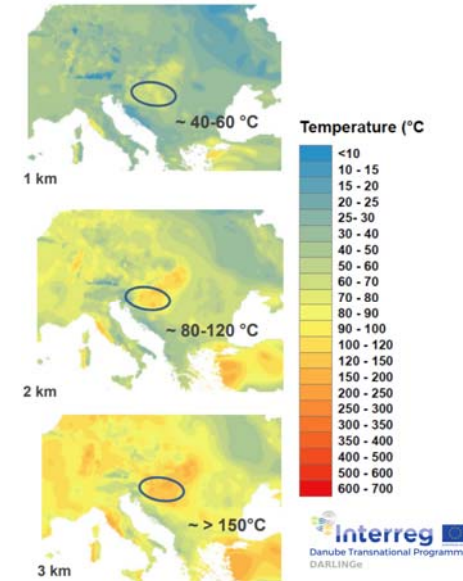 ~ 40-60 °C
1 km
~ 80-120 °C
2 km
~ > 150°C
3 km
Temperature (°C
<10
10 - 15
15 - 20
20 - 25
25- 30
30 - 40
40 - 50
50 - 60
60 - 70
70 - 80
80 - 90
90 - 100
100 - 120
120 - 150
150 - 200
200 - 250
250 - 300
300 - 350
350 - 400
400 - 500
500 - 600
600 - 700
Interreg
Danube Transnational Programm
DARLINGe